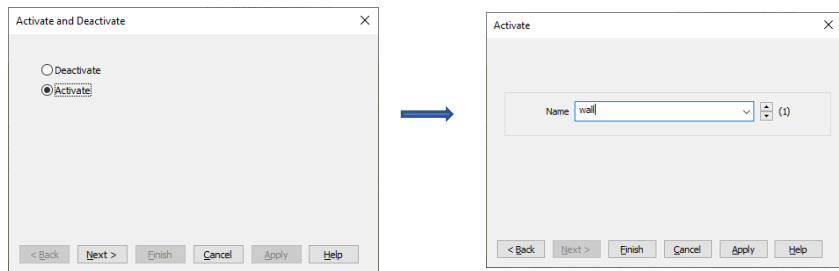 Activate and Deactivate
Deactivate
Activate
< Back Next > Finish Cancel Apply Help
Activate
Name wall (1)
< Back Next > Finish Cancel Apply Help